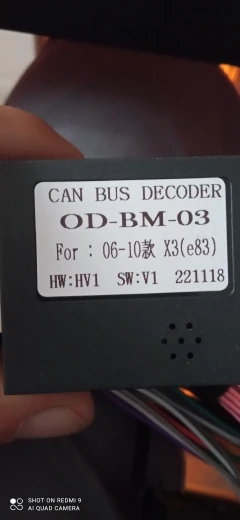 CAN BUS DECODER
OD-BM-03
For : 06-10款 X3(e83)
HW:HV1 SW:V1 221118
SHOT ON REDMI 9
AI QUAD CAMERA